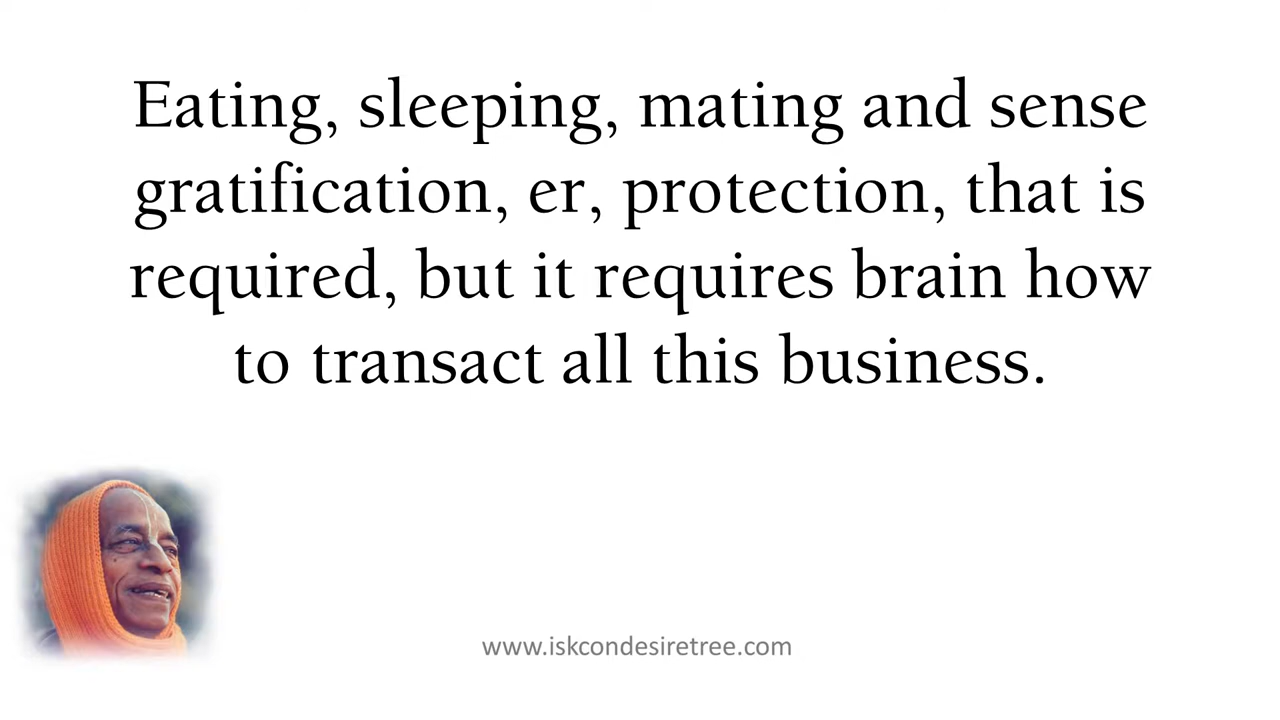 Eating, sleeping, mating and sense
gratification, er, protection, that is
required, but it requires brain how
to transact all this business.
www.iskcondesiretree.com